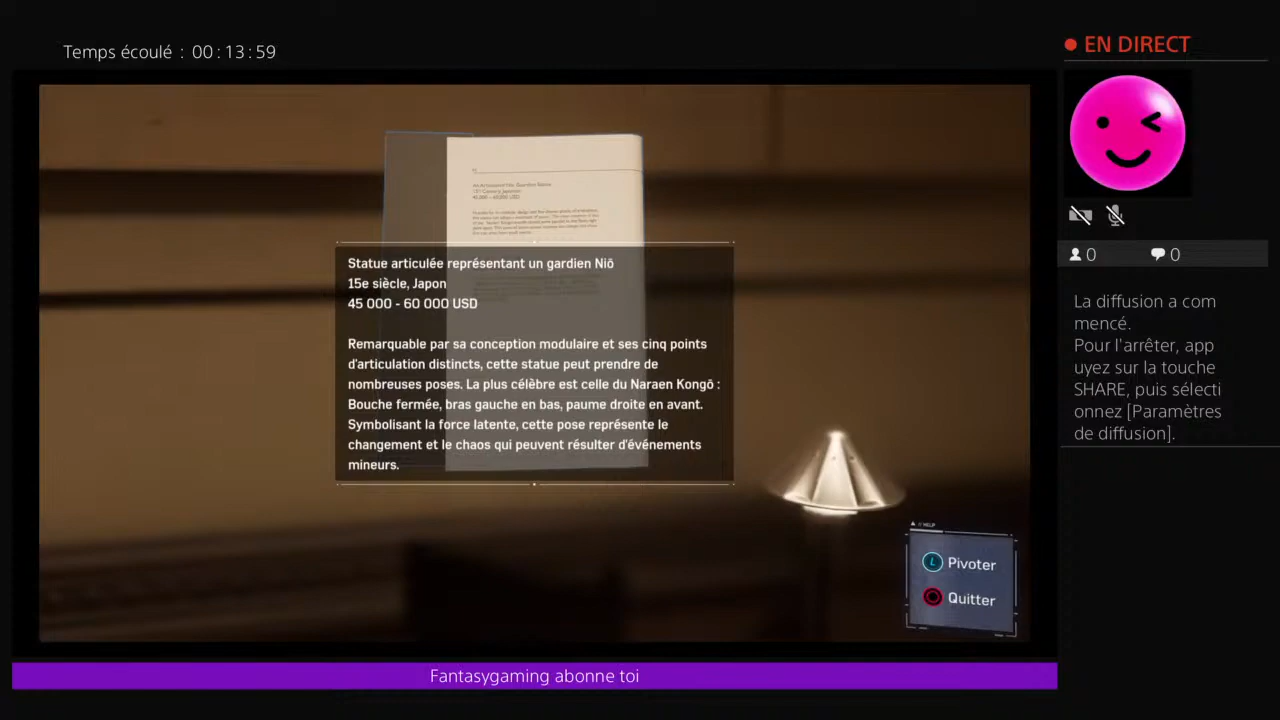 Temps écoulé : 00:13:59
EN DIRECT
Statue articulée représentant un gardien Niō
15e siècle, Japon
45 000 - 60 000 USD
Remarquable par sa conception modulaire et ses cinq points
d'articulation distincts, cette statue peut prendre de
nombreuses poses. La plus célèbre est celle du Naraen Kongō :
Bouche fermée, bras gauche en bas, paume droite en avant.
Symbolisant la force latente, cette pose représente le
changement et le chaos qui peuvent résulter d'événements
mineurs.
HELP
L Pivoter
Quitter
0 0
La diffusion a com
mencé.
Pour l'arrêter, app
uyez sur la touche
SHARE, puis sélecti
onnez [Paramètres
de diffusion].
Fantasygaming abonne toi